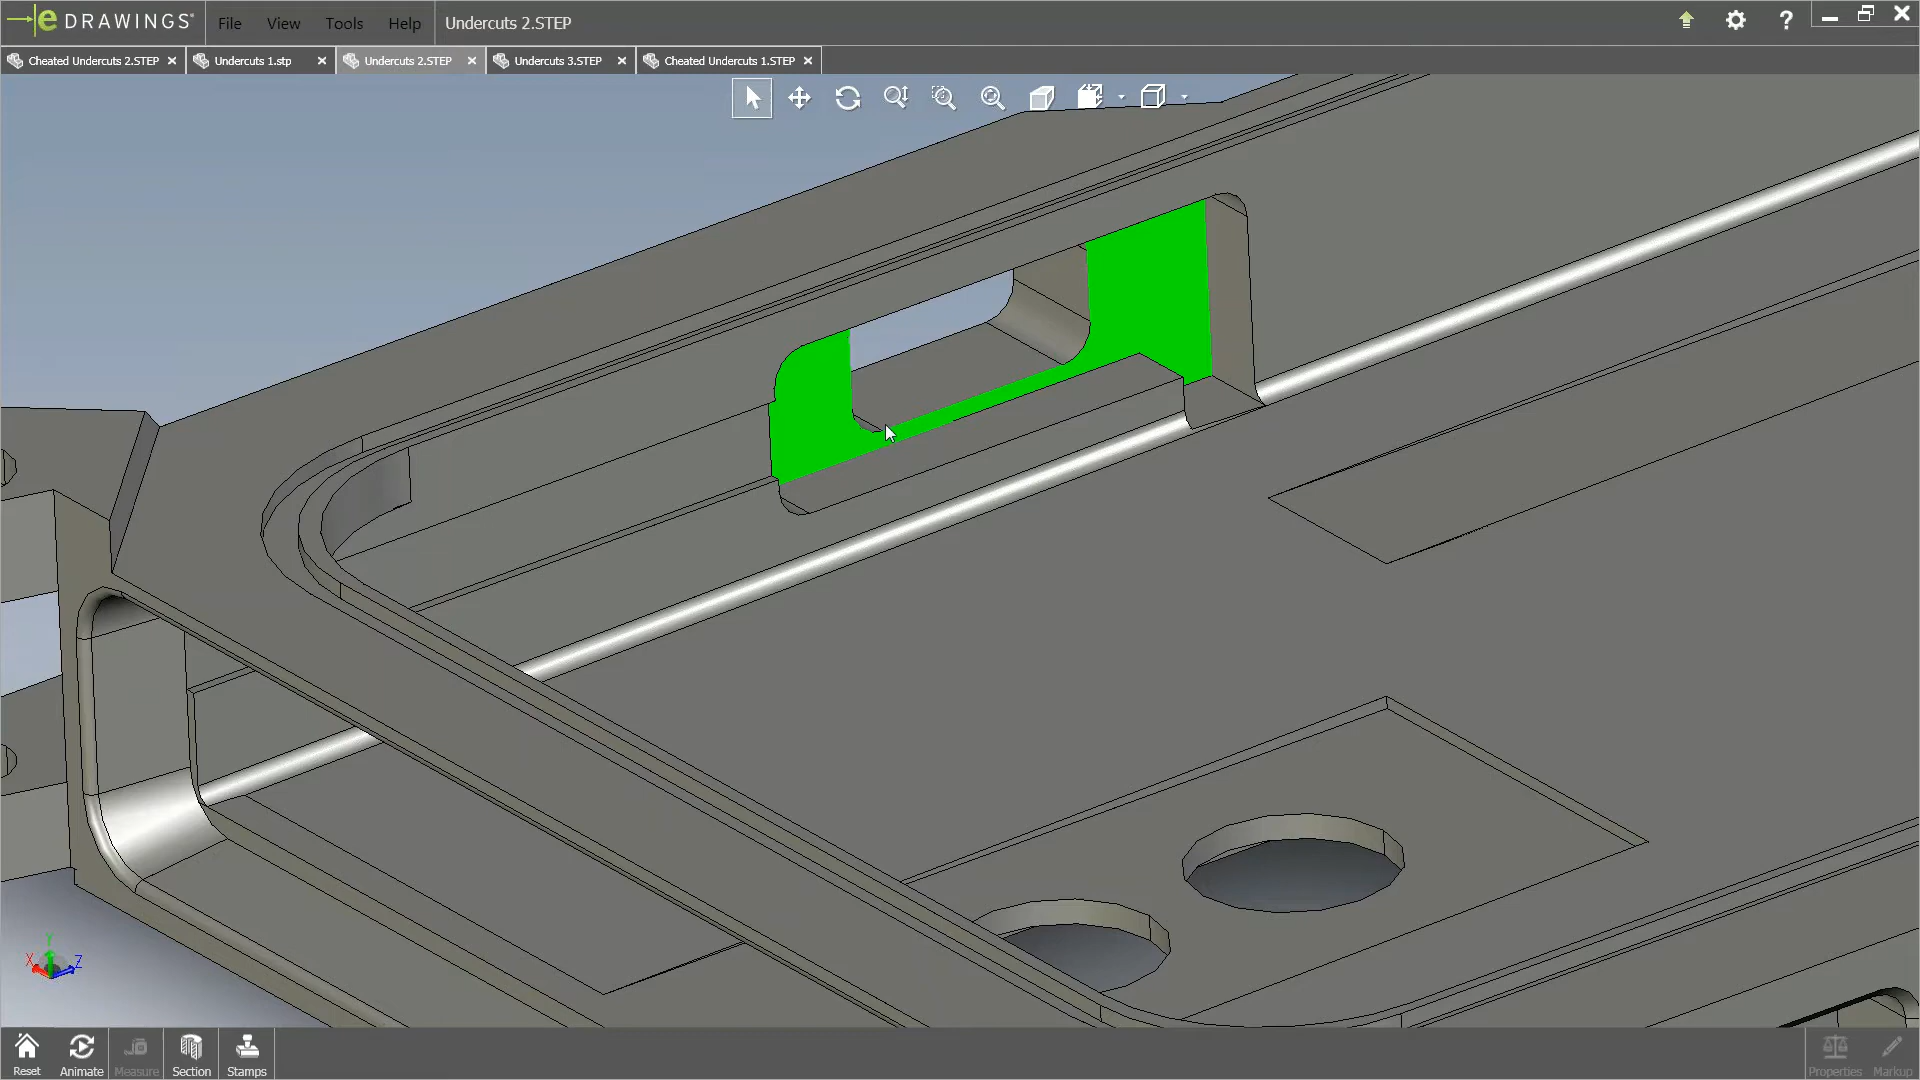 eDRAWINGS®
File View Tools Help
Undercuts 2.STEP
?
Cheated Undercuts 2.STEP ×
Undercuts 1.stp ×
Undercuts 2.STEP ×
Undercuts 3.STEP ×
Cheated Undercuts 1.STEP ×
Y
X
Z
Reset
Animate
Measure
Section
Stamps
Properties
Markup